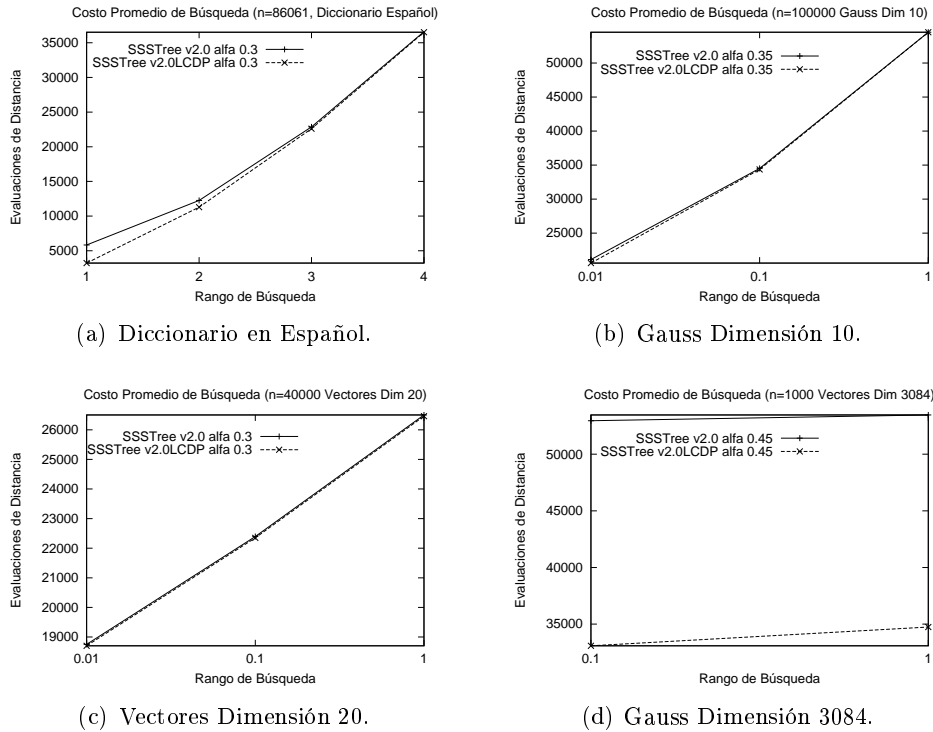 Costo Promedio de Búsqueda (n=86061, Diccionario Español)
SSSTree v2.0 alfa 0.3
SSSTree v2.0LCDP alfa 0.3
35000
30000
25000
20000
15000
10000
5000
Evaluaciones de Distancia
1 2 3 4
Rango de Búsqueda
(a) Diccionario en Español.
Costo Promedio de Búsqueda (n=100000 Gauss Dim 10)
SSSTree v2.0 alfa 0.35
SSSTree v2.0LCDP alfa 0.35
50000
45000
40000
35000
30000
25000
Evaluaciones de Distancia
0.01 0.1 1
Rango de Búsqueda
(b) Gauss Dimensión 10.
Costo Promedio de Búsqueda (n=40000 Vectores Dim 20)
SSSTree v2.0 alfa 0.3
SSSTree v2.0LCDP alfa 0.3
26000
25000
24000
23000
22000
21000
20000
19000
Evaluaciones de Distancia
0.01 0.1 1
Rango de Búsqueda
(c) Vectores Dimensión 20.
Costo Promedio de Búsqueda (n=1000 Vectores Dim 3084)
SSSTree v2.0 alfa 0.45
SSSTree v2.0LCDP alfa 0.45
50000
45000
40000
35000
Evaluaciones de Distancia
0.1 1
Rango de Búsqueda
(d) Gauss Dimensión 3084.